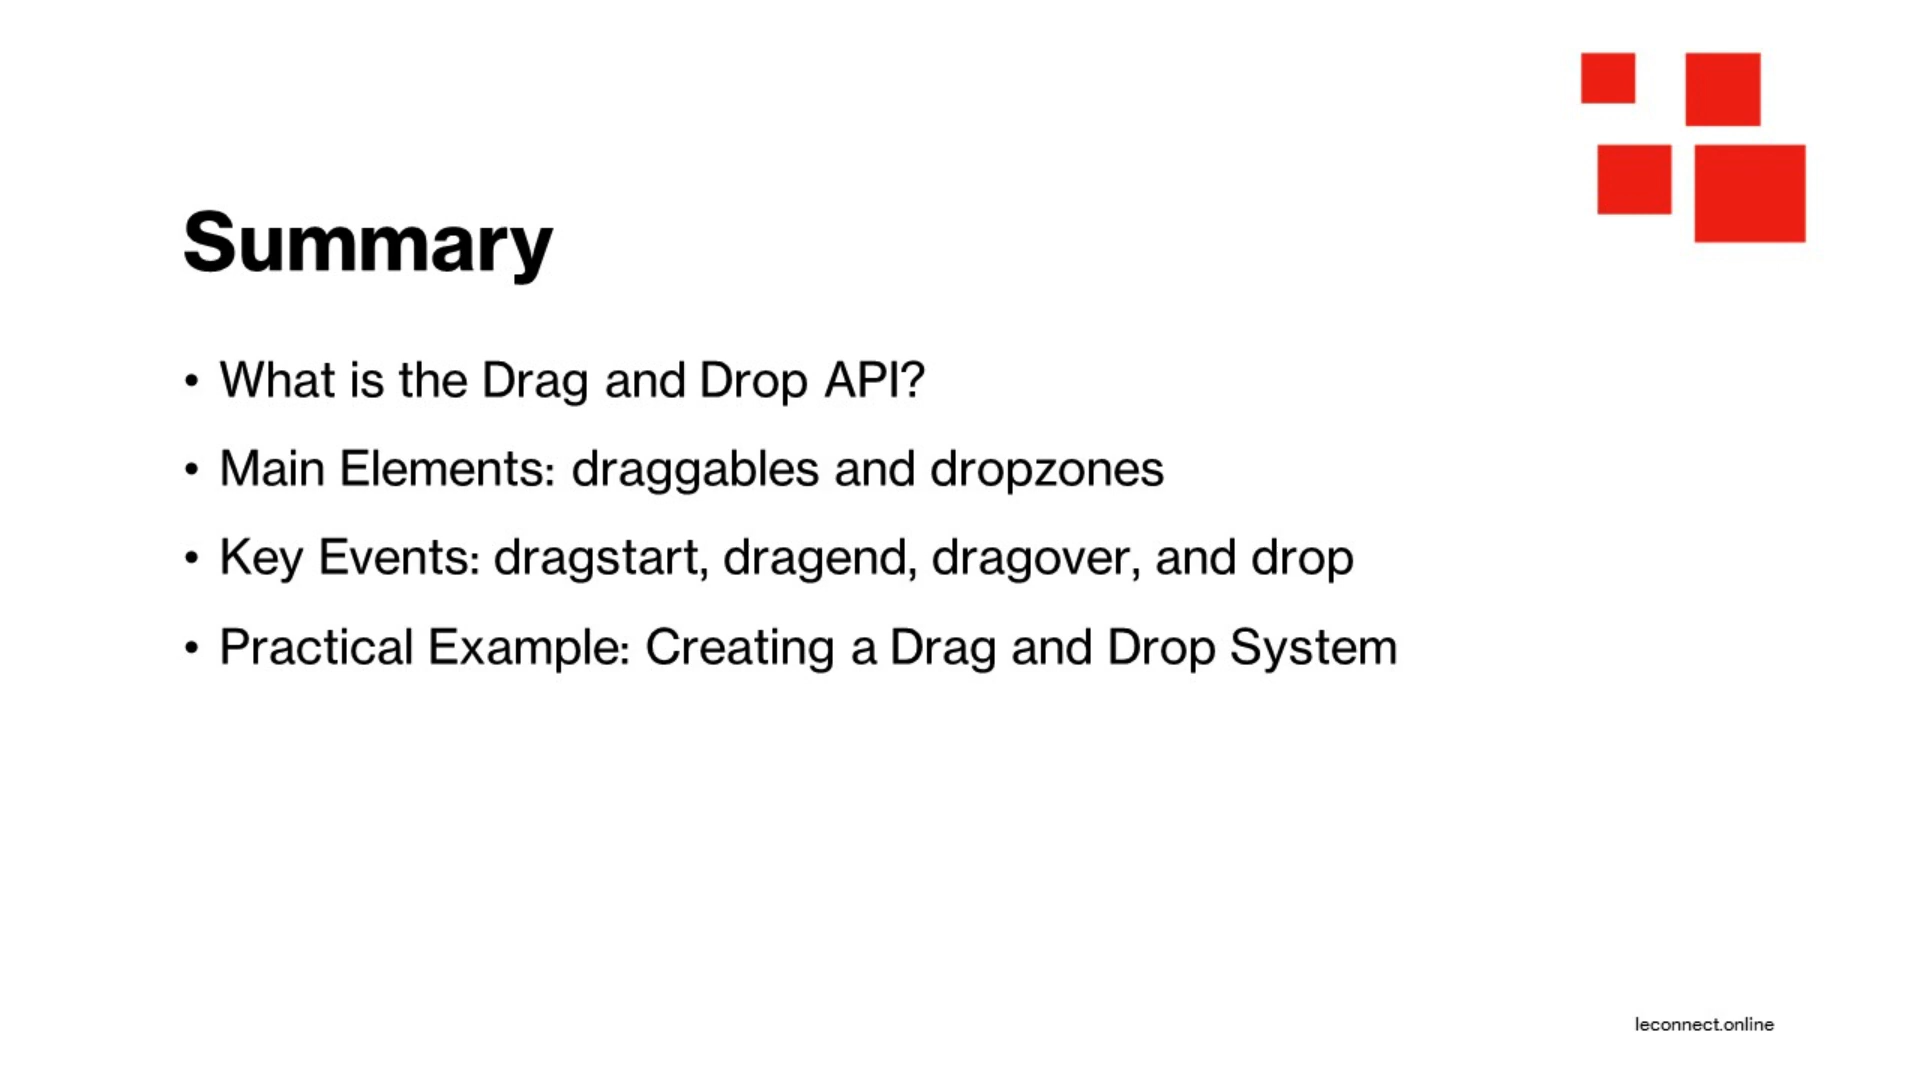 Summary
• What is the Drag and Drop API?
• Main Elements: draggables and dropzones
• Key Events: dragstart, dragend, dragover, and drop
• Practical Example: Creating a Drag and Drop System
leconnect.online